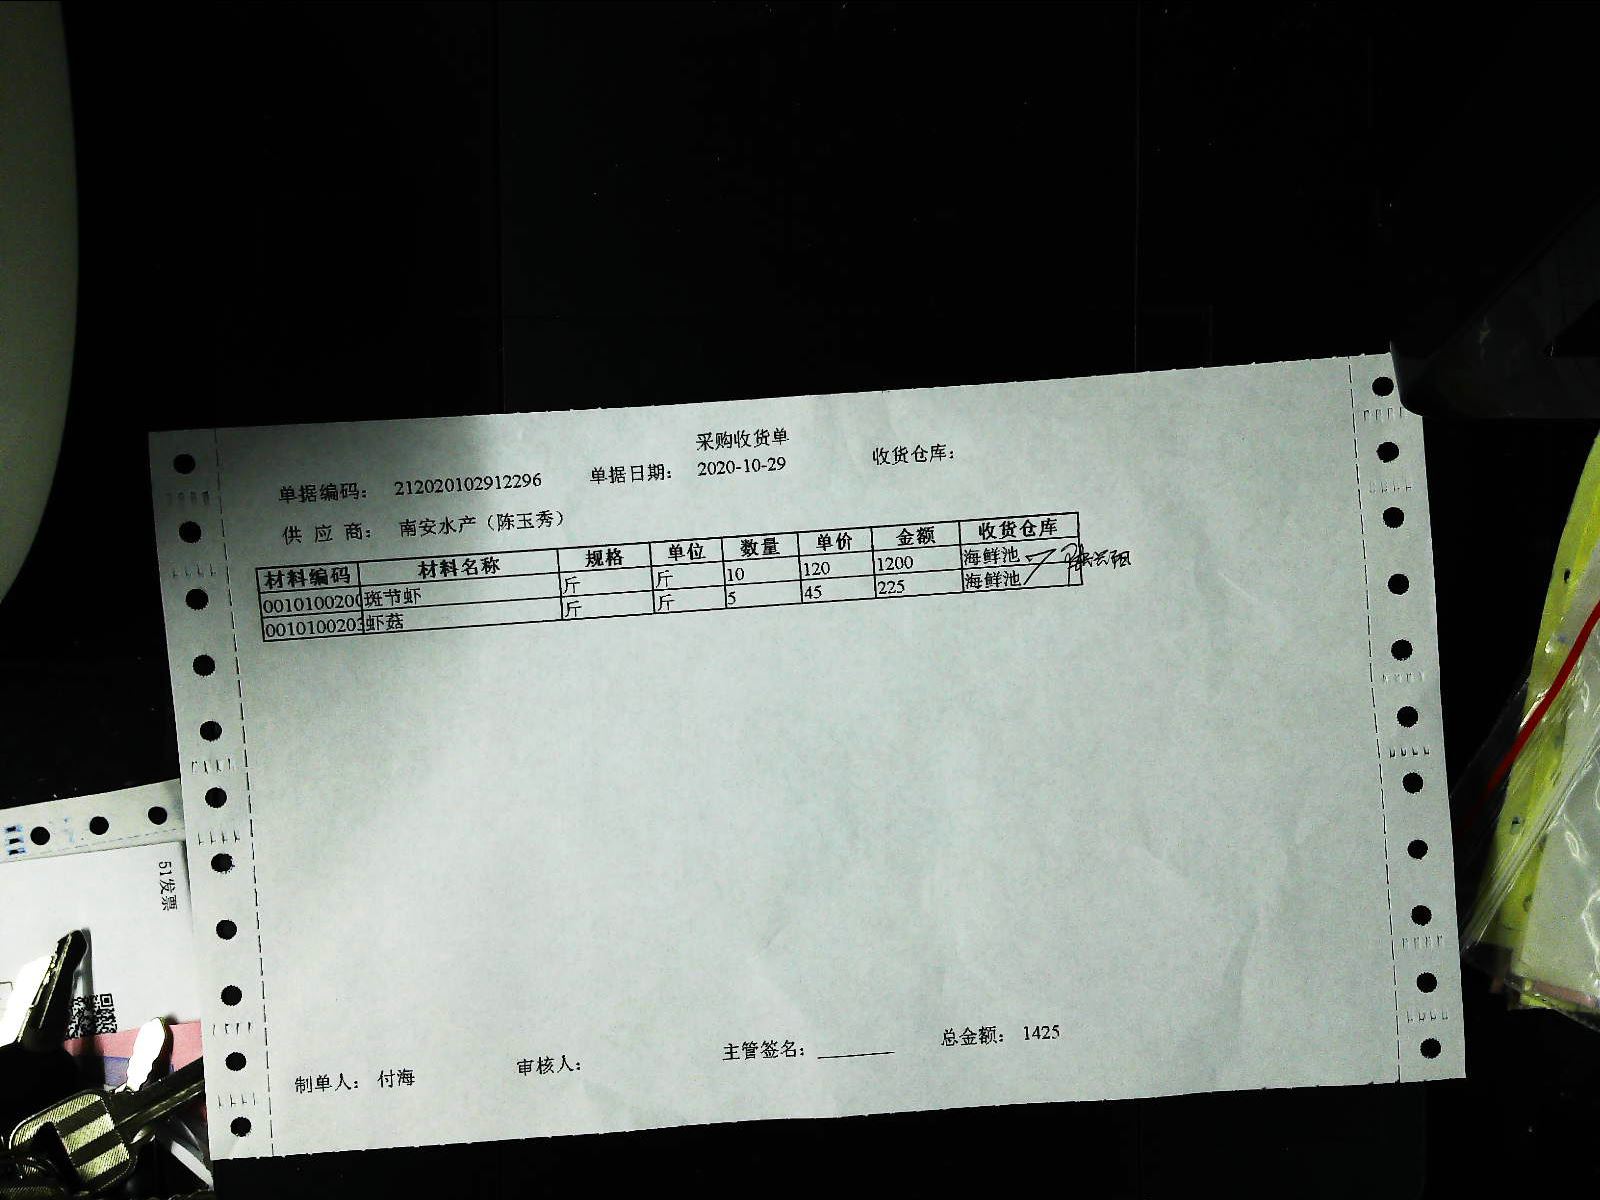 采购收货单
单据编码： 212020102912296 单据日期： 2020-10-29 收货仓库：
供 应 商： 南安水产（陈玉秀）
材料编码 材料名称 规格 单位 数量 单价 金额 收货仓库
0010100200 斑节虾 斤 斤 10 120 1200 海鲜池
0010100203 虾菇 斤 斤 5 45 225 海鲜池
制单人： 付海 审核人： 主管签名：________ 总金额： 1425
51发票